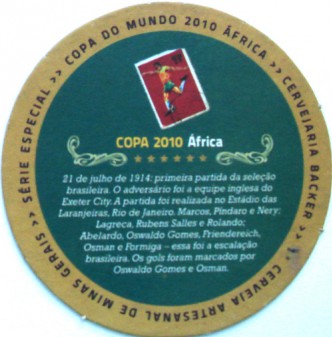 SÉRIE ESPECIAL >> COPA DO MUNDO 2010 ÁFRICA >> CERVEJARIA BACKER >> CERVEJA ARTESANAL DE MINAS GERAIS >>
COPA 2010 África
21 de julho de 1914: primeira partida da seleção
brasileira. O adversário foi a equipe inglesa do
Exeter City. A partida foi realizada no Estádio das
Laranjeiras, Rio de Janeiro. Marcos, Píndaro e Nery;
Lagreca, Rubens Salles e Rolando;
Abelardo, Oswaldo Gomes, Friendereich,
Osman e Formiga – essa foi a escalação
brasileira. Os gols foram marcados por
Oswaldo Gomes e Osman.